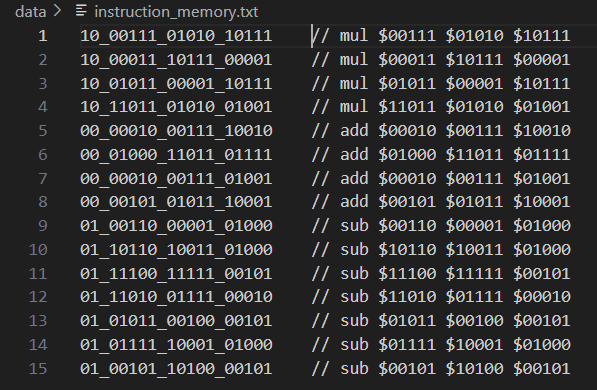 data > instruction_memory.txt
1 10_00111_01010_10111 // mul $00111 $01010 $10111
2 10_00011_10111_00001 // mul $00011 $10111 $00001
3 10_01011_00001_10111 // mul $01011 $00001 $10111
4 10_11011_01010_01001 // mul $11011 $01010 $01001
5 00_00010_00111_10010 // add $00010 $00111 $10010
6 00_01000_11011_01111 // add $01000 $11011 $01111
7 00_00010_00111_01001 // add $00010 $00111 $01001
8 00_00101_01011_10001 // add $00101 $01011 $10001
9 01_00110_00001_01000 // sub $00110 $00001 $01000
10 01_10110_10011_01000 // sub $10110 $10011 $01000
11 01_11100_11111_00101 // sub $11100 $11111 $00101
12 01_11010_01111_00010 // sub $11010 $01111 $00010
13 01_01011_00100_00101 // sub $01011 $00100 $00101
14 01_01111_10001_01000 // sub $01111 $10001 $01000
15 01_00101_10100_00101 // sub $00101 $10100 $00101